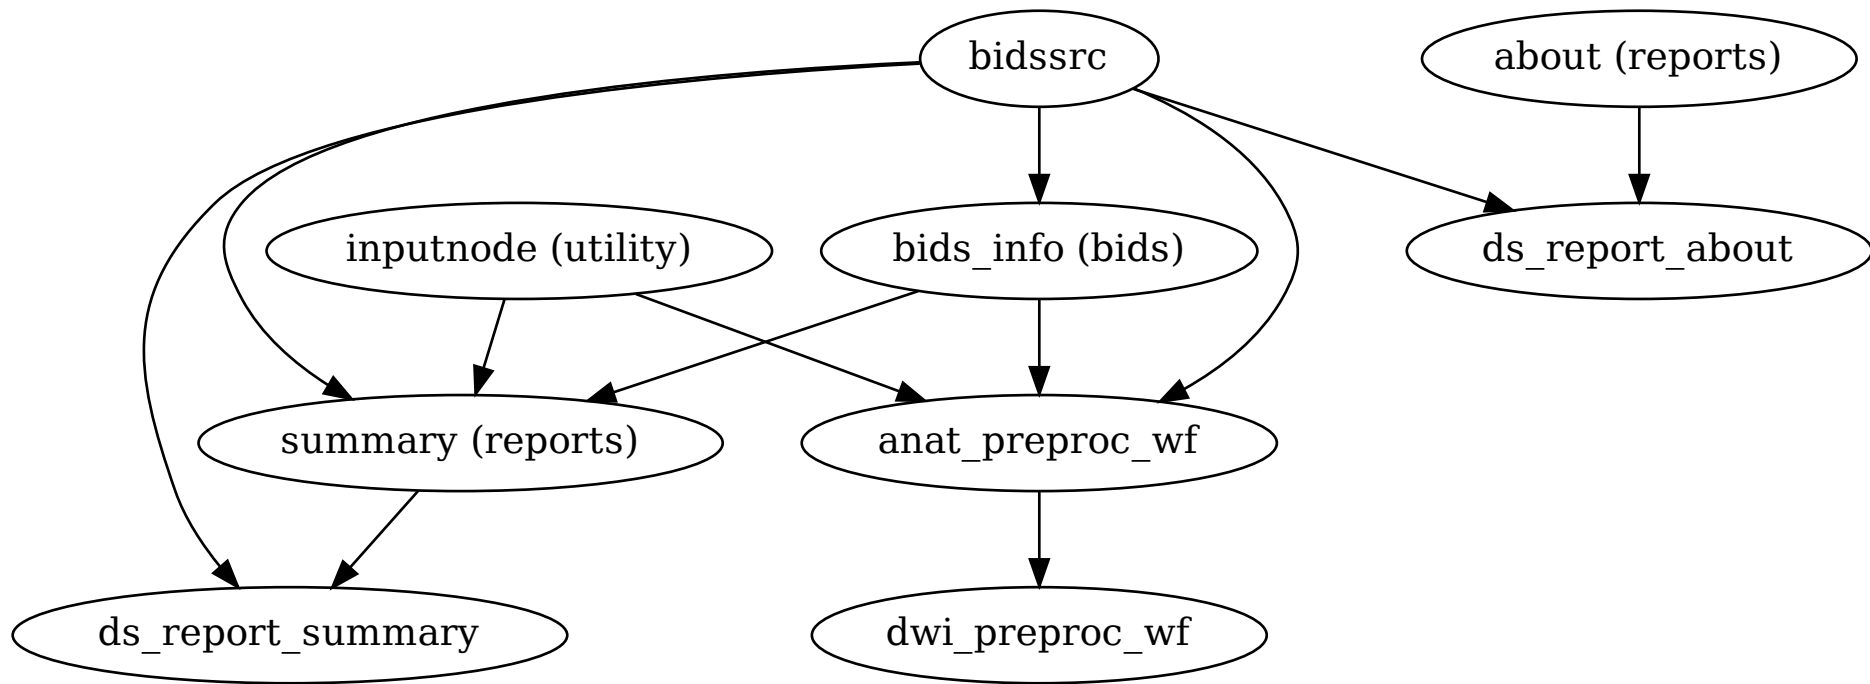 bidssrc
about (reports)
inputnode (utility)
bids_info (bids)
ds_report_about
summary (reports)
anat_preproc_wf
ds_report_summary
dwi_preproc_wf